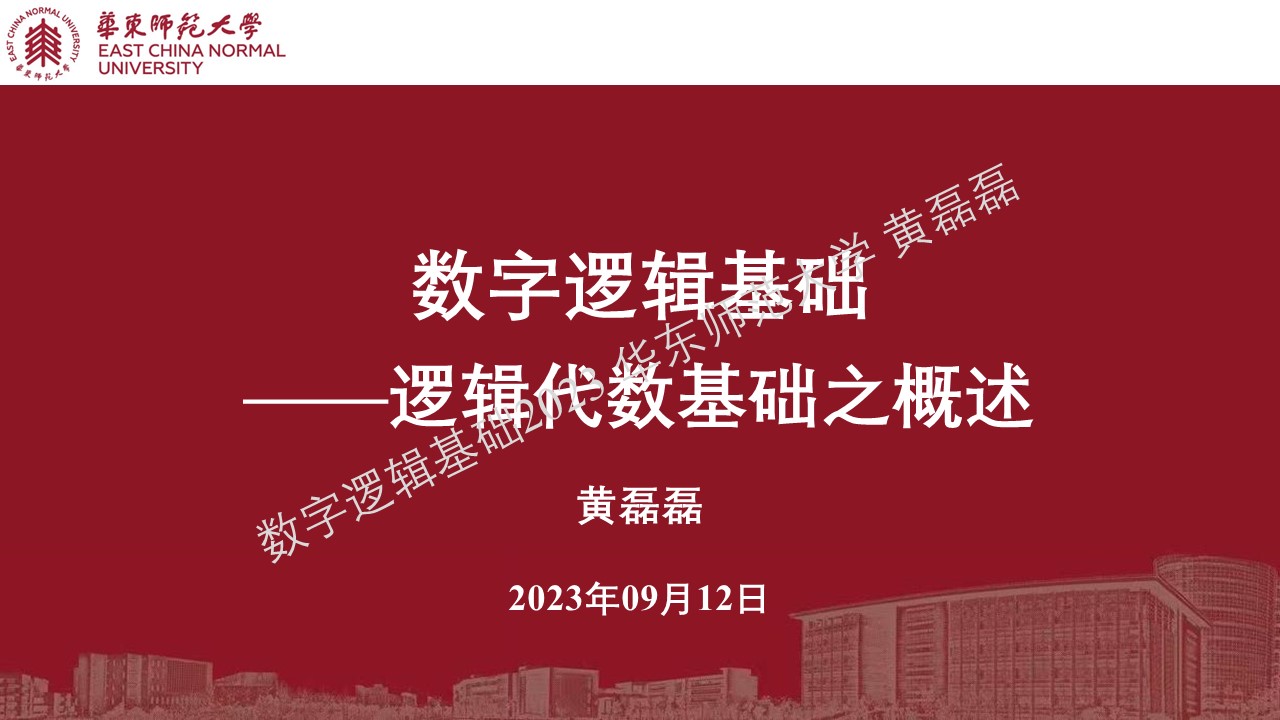 EAST CHINA NORMAL UNIVERSITY
華東師范大學
華東師范大學
EAST CHINA NORMAL
UNIVERSITY
数字逻辑基础
——逻辑代数基础之概述
数字逻辑基础2023 华东师范大学 黄磊磊
黄磊磊
2023年09月12日